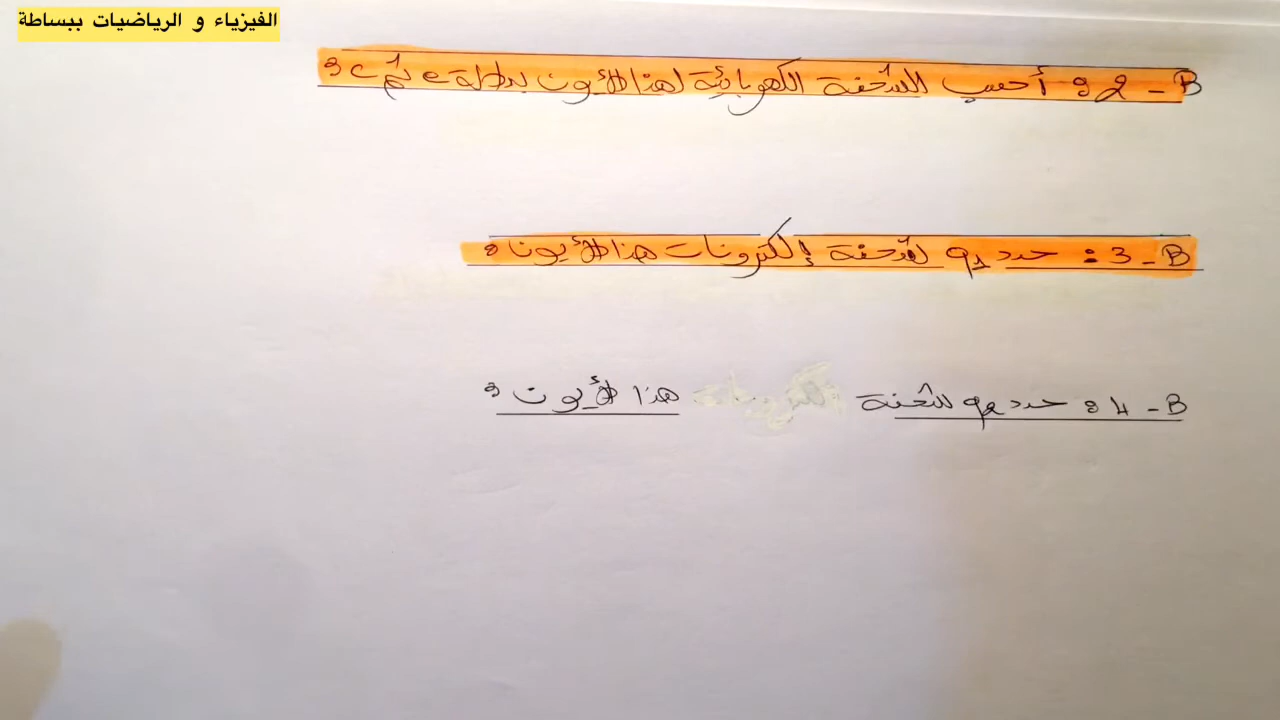 الفيزياء و الرياضيات ببساطة
B - 2 : أحسب الشحنة الكهربائية لهذا الأيون بدلالة e ثم C :
B - 3 : حدد q1 لشحنة إلكترونات هذا الأيون :
B - 4 : حدد q2 شحنة هذا الأيون :